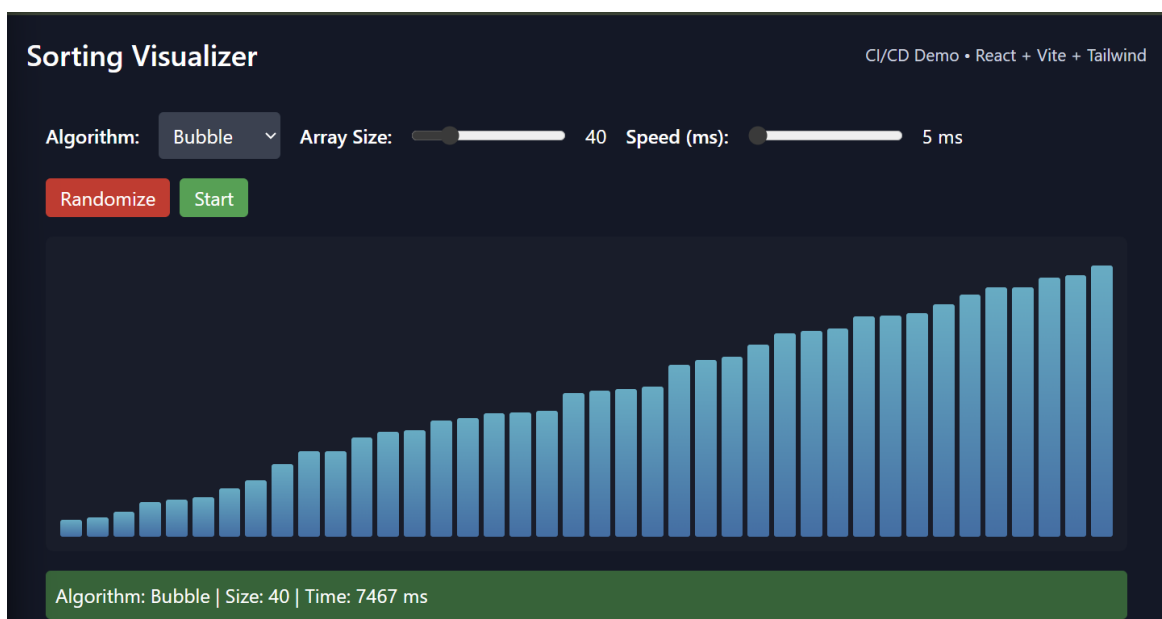 Sorting Visualizer
CI/CD Demo • React + Vite + Tailwind
Algorithm: Bubble Array Size: 40 Speed (ms): 5 ms
Randomize Start
Algorithm: Bubble | Size: 40 | Time: 7467 ms